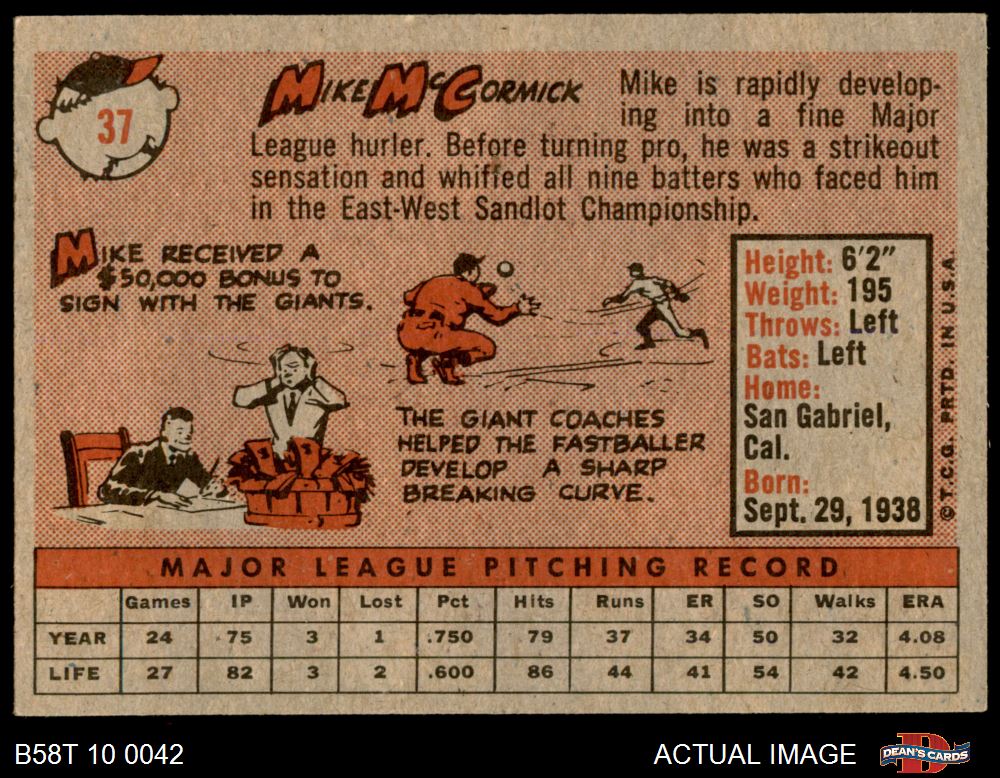 37
MIKE McCORMICK
Mike is rapidly develop-
ing into a fine Major
League hurler. Before turning pro, he was a strikeout
sensation and whiffed all nine batters who faced him
in the East-West Sandlot Championship.
MIKE RECEIVED A
$50,000 BONUS TO
SIGN WITH THE GIANTS.
THE GIANT COACHES
HELPED THE FASTBALLER
DEVELOP A SHARP
BREAKING CURVE.
Height: 6'2"
Weight: 195
Throws: Left
Bats: Left
Home:
San Gabriel,
Cal.
Born:
Sept. 29, 1938
© T.C.G. PRTD. IN U.S.A.
MAJOR LEAGUE PITCHING RECORD
Games IP Won Lost Pct Hits Runs ER SO Walks ERA
YEAR 24 75 3 1 .750 79 37 34 50 32 4.08
LIFE 27 82 3 2 .600 86 44 41 54 42 4.50
B58T 10 0042
ACTUAL IMAGE
D
DEAN'S CARDS